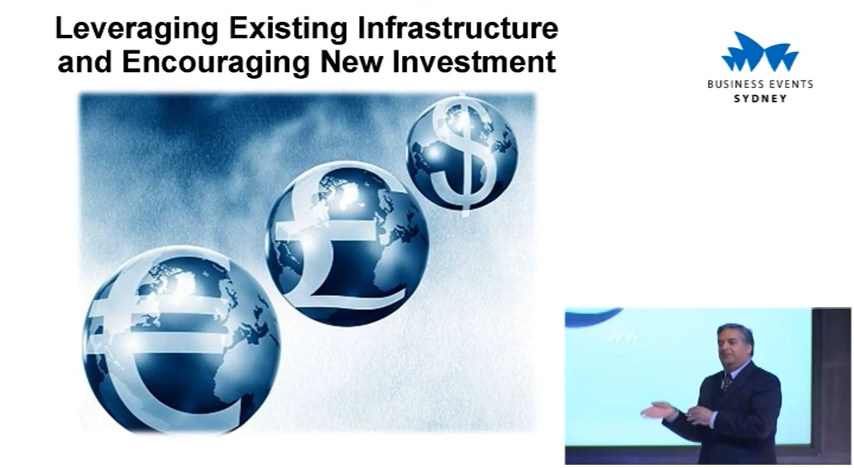 Leveraging Existing Infrastructure
and Encouraging New Investment
BUSINESS EVENTS
SYDNEY
$
£
€